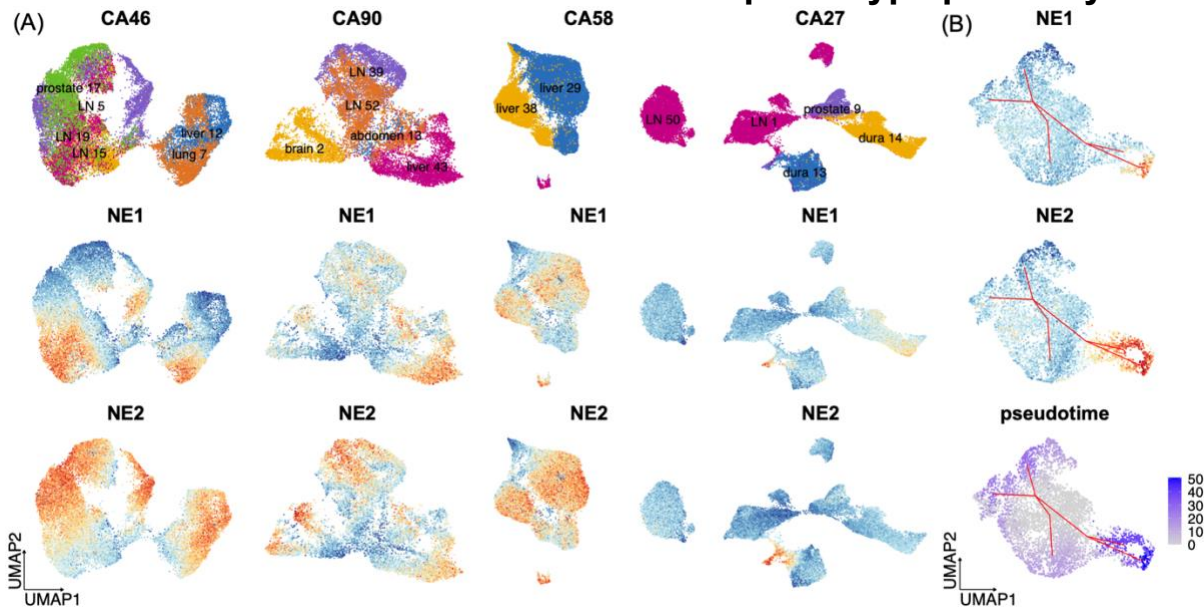 (A)
CA46
CA90
CA58
CA27
(B)
NE1
prostate 17
LN 5
LN 19
LN 15
liver 12
lung 7
LN 39
LN 52
brain 2
abdomen 13
liver 43
liver 29
liver 38
LN 50
LN 1
prostate 9
dura 14
dura 13
NE1
NE1
NE1
NE1
NE2
NE2
NE2
NE2
NE2
pseudotime
50
40
30
20
10
0
UMAP2
UMAP1
UMAP2
UMAP1